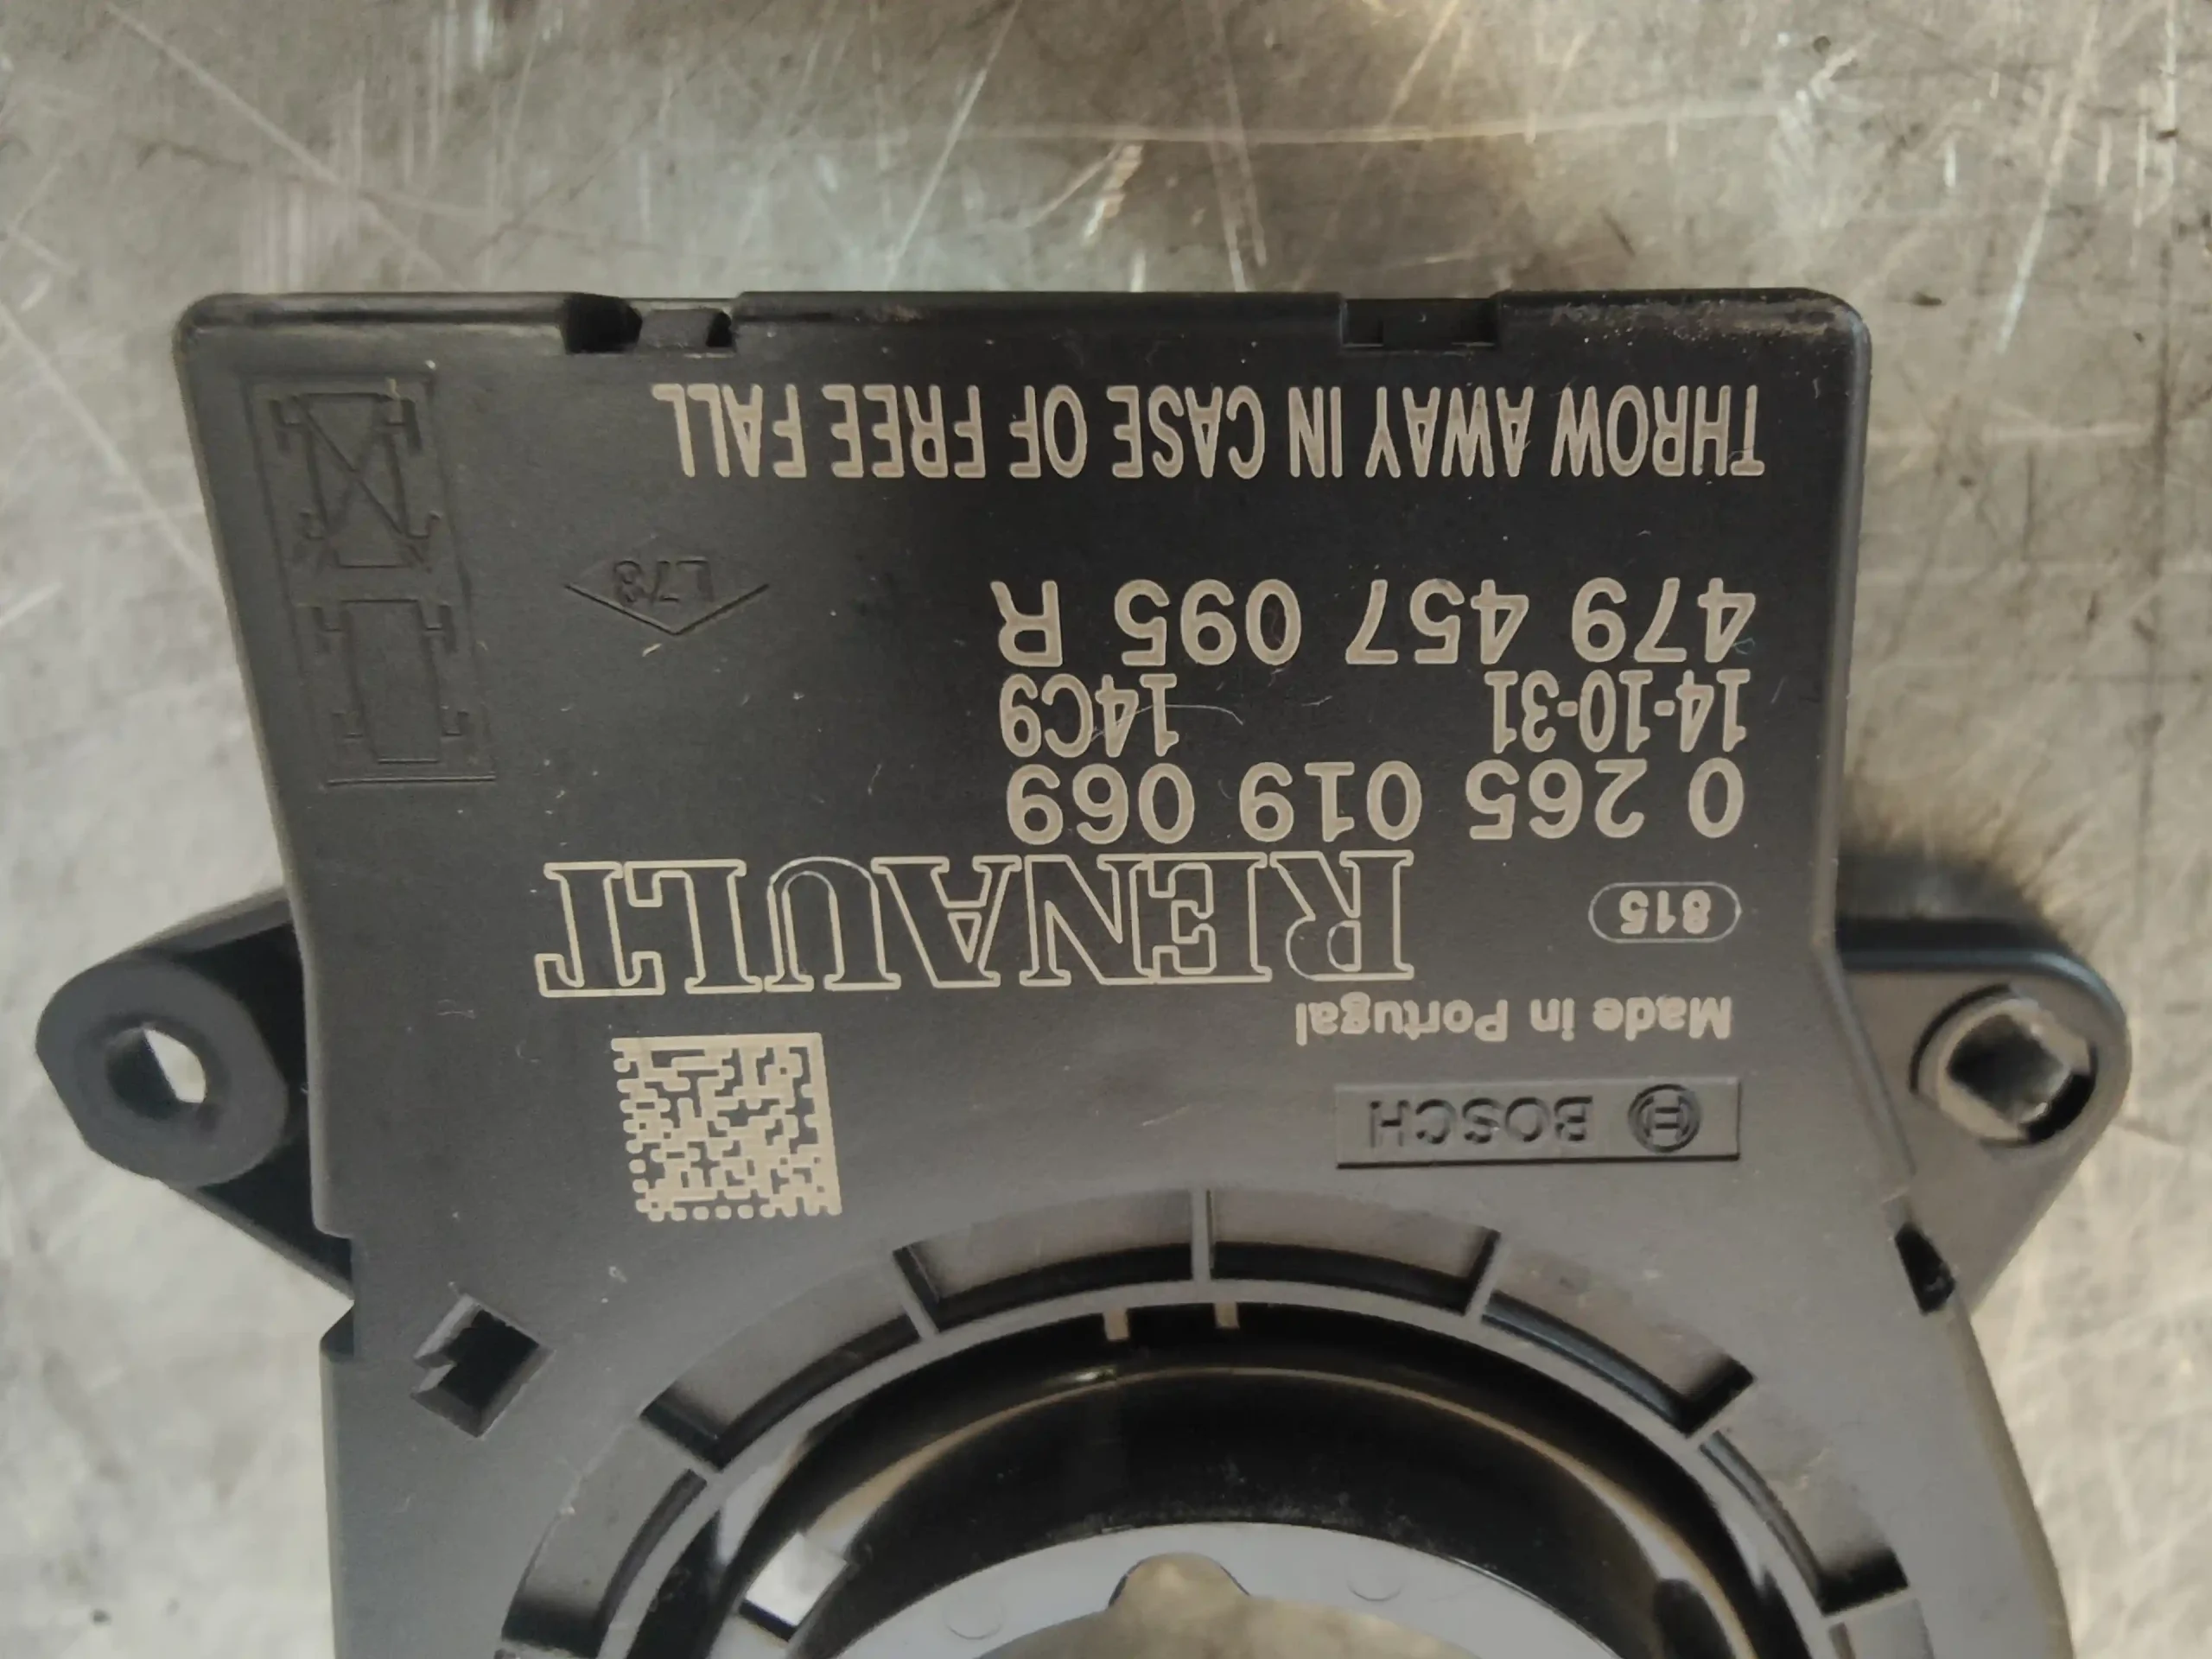 BOSCH
Made in Portugal
815
RENAULT
0 265 019 069
14-10-31 14C9
479 457 095 R
THROW AWAY IN CASE OF FREE FALL